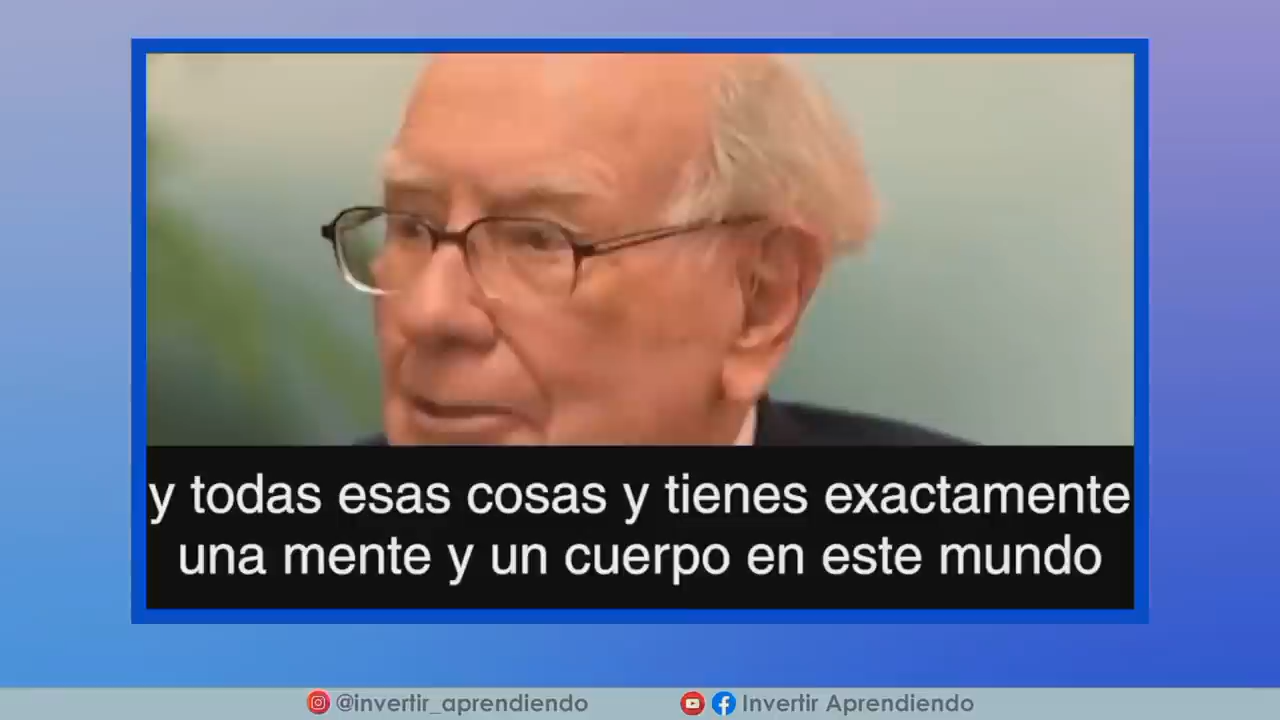 y todas esas cosas y tienes exactamente
una mente y un cuerpo en este mundo
@invertir_aprendiendo
Invertir Aprendiendo